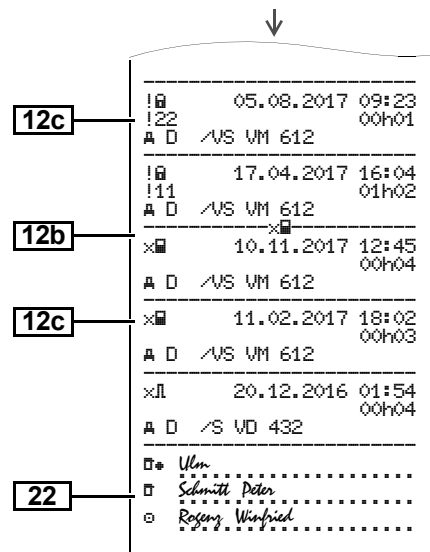 !🔒 05.08.2017 09:23
12c
!22 00h01
D /VS VM 612
!🔒 17.04.2017 16:04
!11 01h02
D /VS VM 612
12b
x
x 10.11.2017 12:45
00h04
D /VS VM 612
12c
x 11.02.2017 18:02
00h03
D /VS VM 612
x 20.12.2016 01:54
00h04
D /S VD 432
Ulm
22
Schmitt Peter
Rogenz Winfried